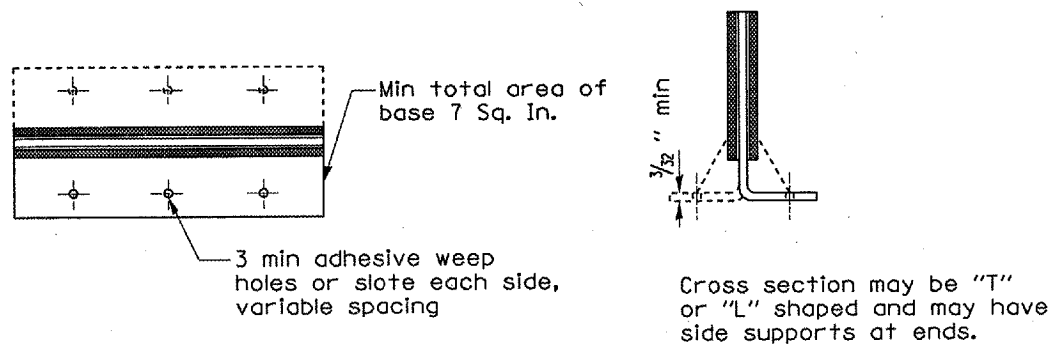 Min total area of
base 7 Sq. In.
3 min adhesive weep
holes or slote each side,
variable spacing
3/32" min
Cross section may be "T"
or "L" shaped and may have
side supports at ends.